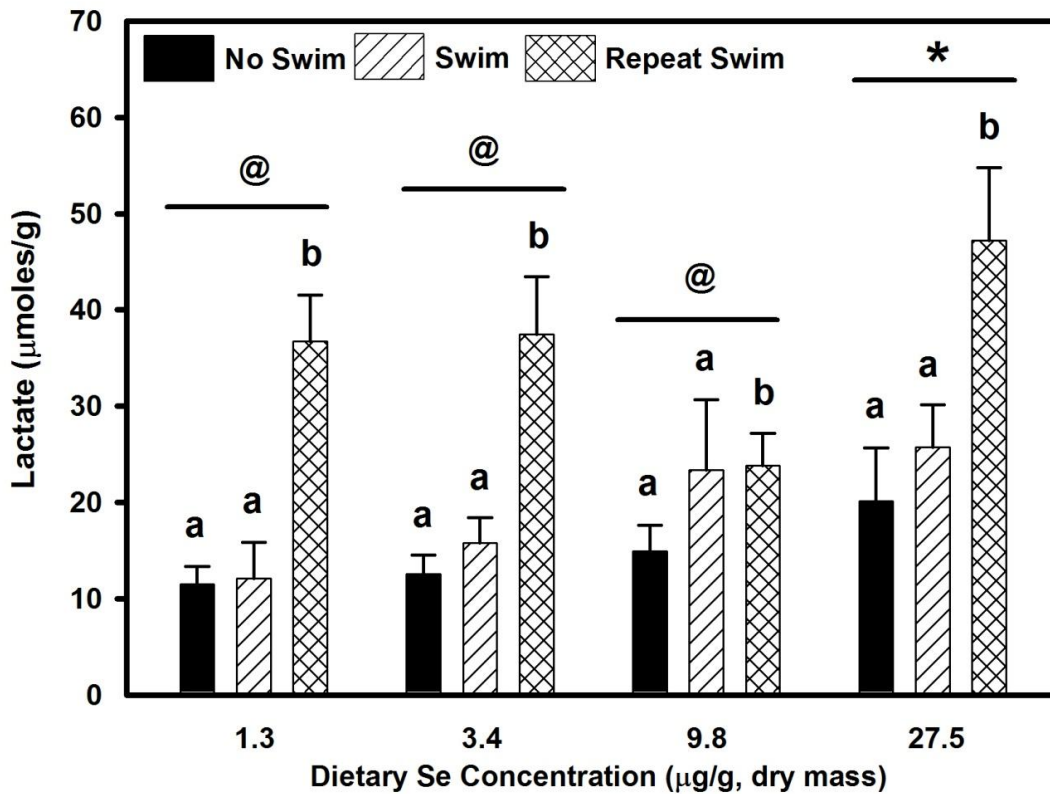 70
No Swim Swim Repeat Swim
*
60
b
@ @
50
b b
@
40
a
30
a b a
a
20
a a a a
10
0
1.3 3.4 9.8 27.5
Dietary Se Concentration (µg/g, dry mass)
Lactate (µmoles/g)